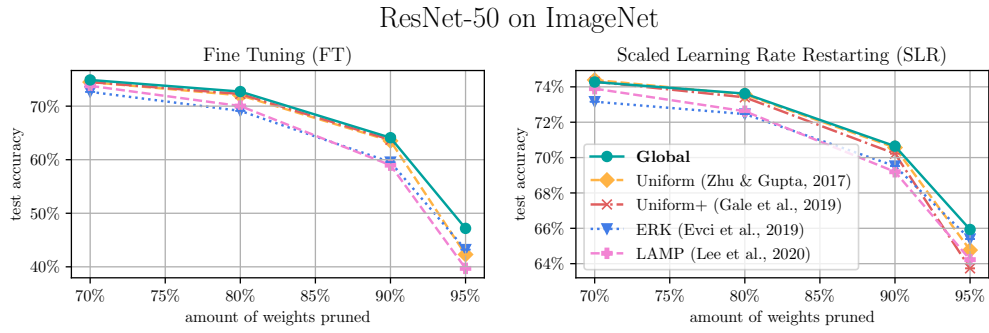 ResNet-50 on ImageNet
Fine Tuning (FT)
test accuracy
70%
60%
50%
40%
70%
75%
80%
85%
90%
95%
amount of weights pruned
Scaled Learning Rate Restarting (SLR)
test accuracy
74%
72%
70%
68%
66%
64%
Global
Uniform (Zhu & Gupta, 2017)
Uniform+ (Gale et al., 2019)
ERK (Evci et al., 2019)
LAMP (Lee et al., 2020)
70%
75%
80%
85%
90%
95%
amount of weights pruned